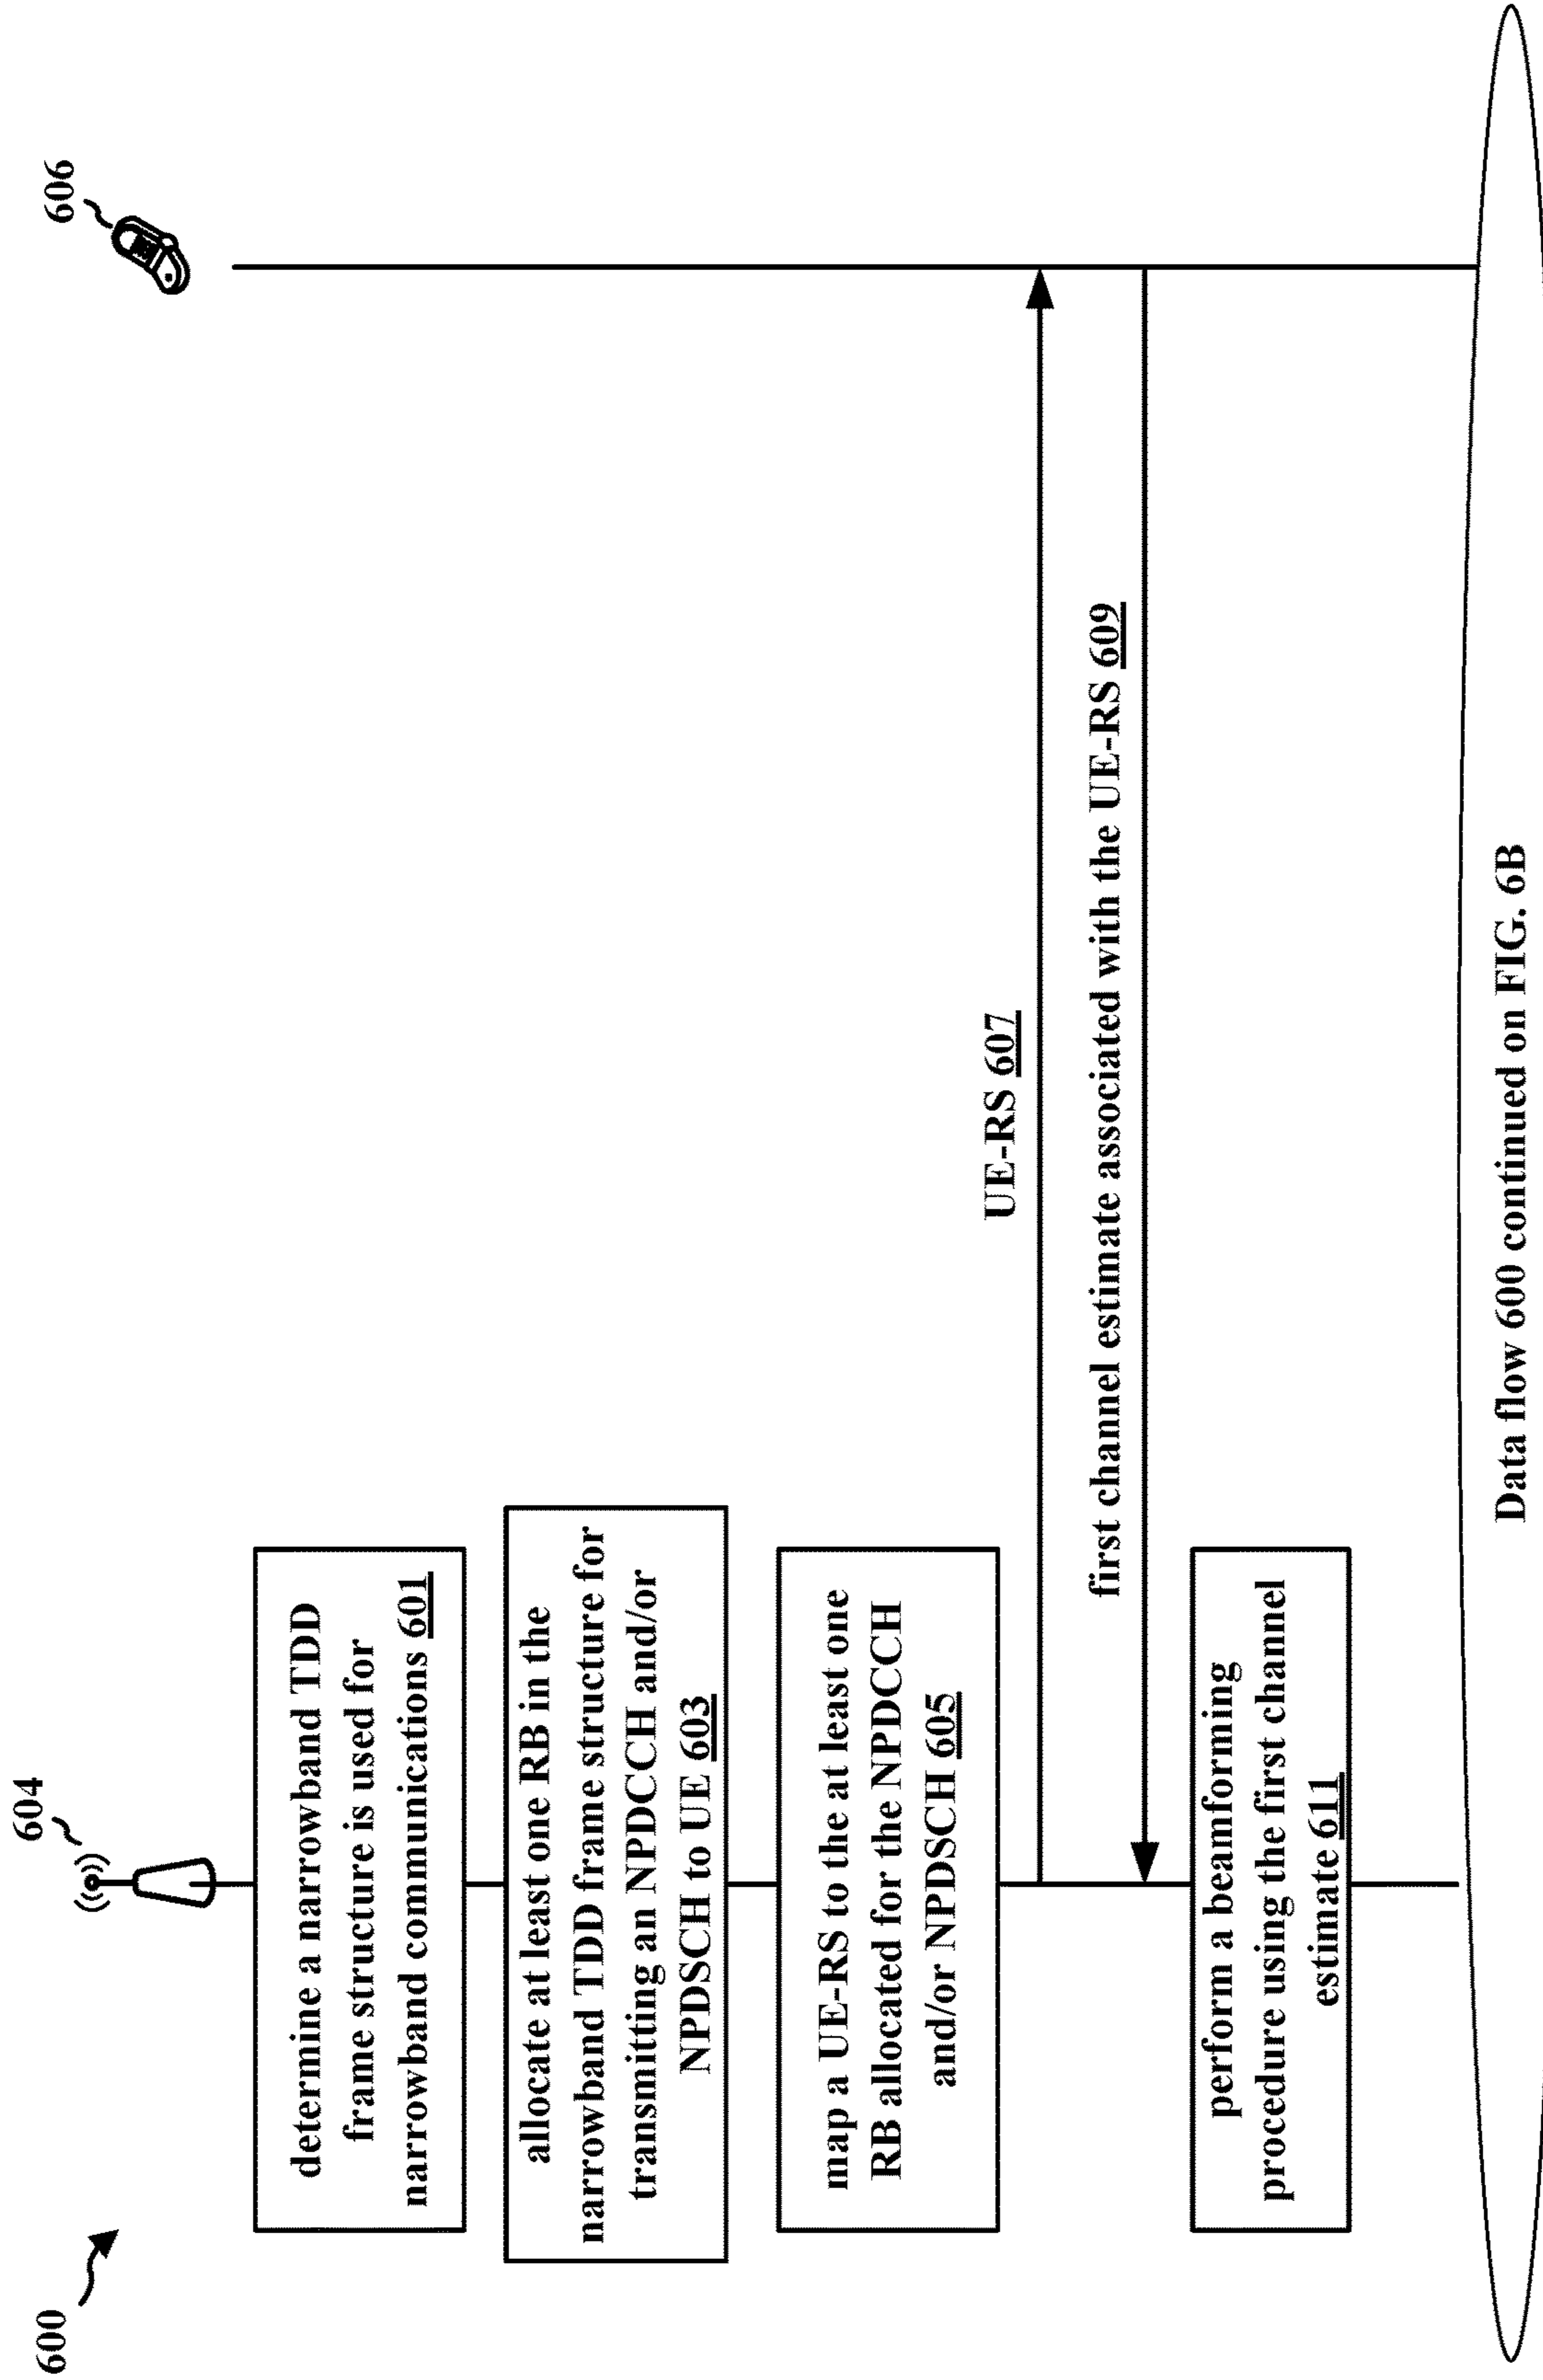 600
604
606
determine a narrowband TDD
frame structure is used for
narrowband communications 601
allocate at least one RB in the
narrowband TDD frame structure for
transmitting an NPDCCH and/or
NPDSCH to UE 603
map a UE-RS to the at least one
RB allocated for the NPDCCH
and/or NPDSCH 605
UE-RS 607
first channel estimate associated with the UE-RS 609
perform a beamforming
procedure using the first channel
estimate 611
Data flow 600 continued on FIG. 6B